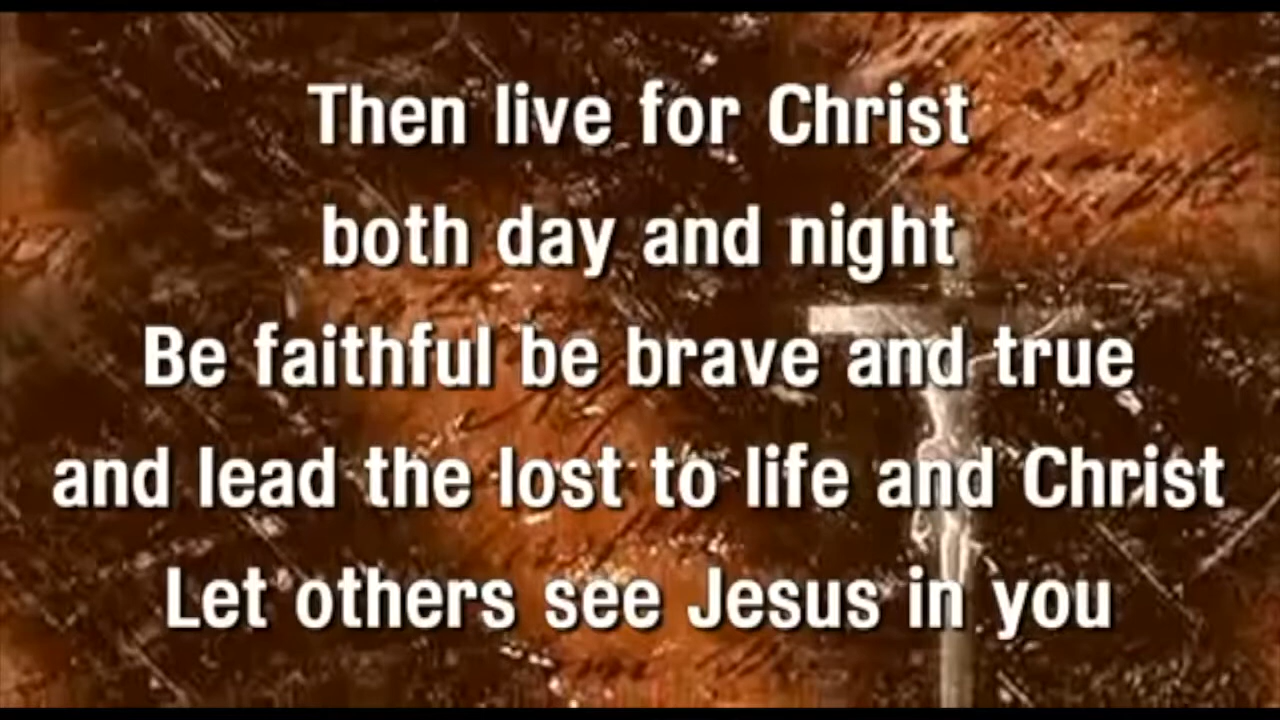 Then live for Christ
both day and night
Be faithful be brave and true
and lead the lost to life and Christ
Let others see Jesus in you